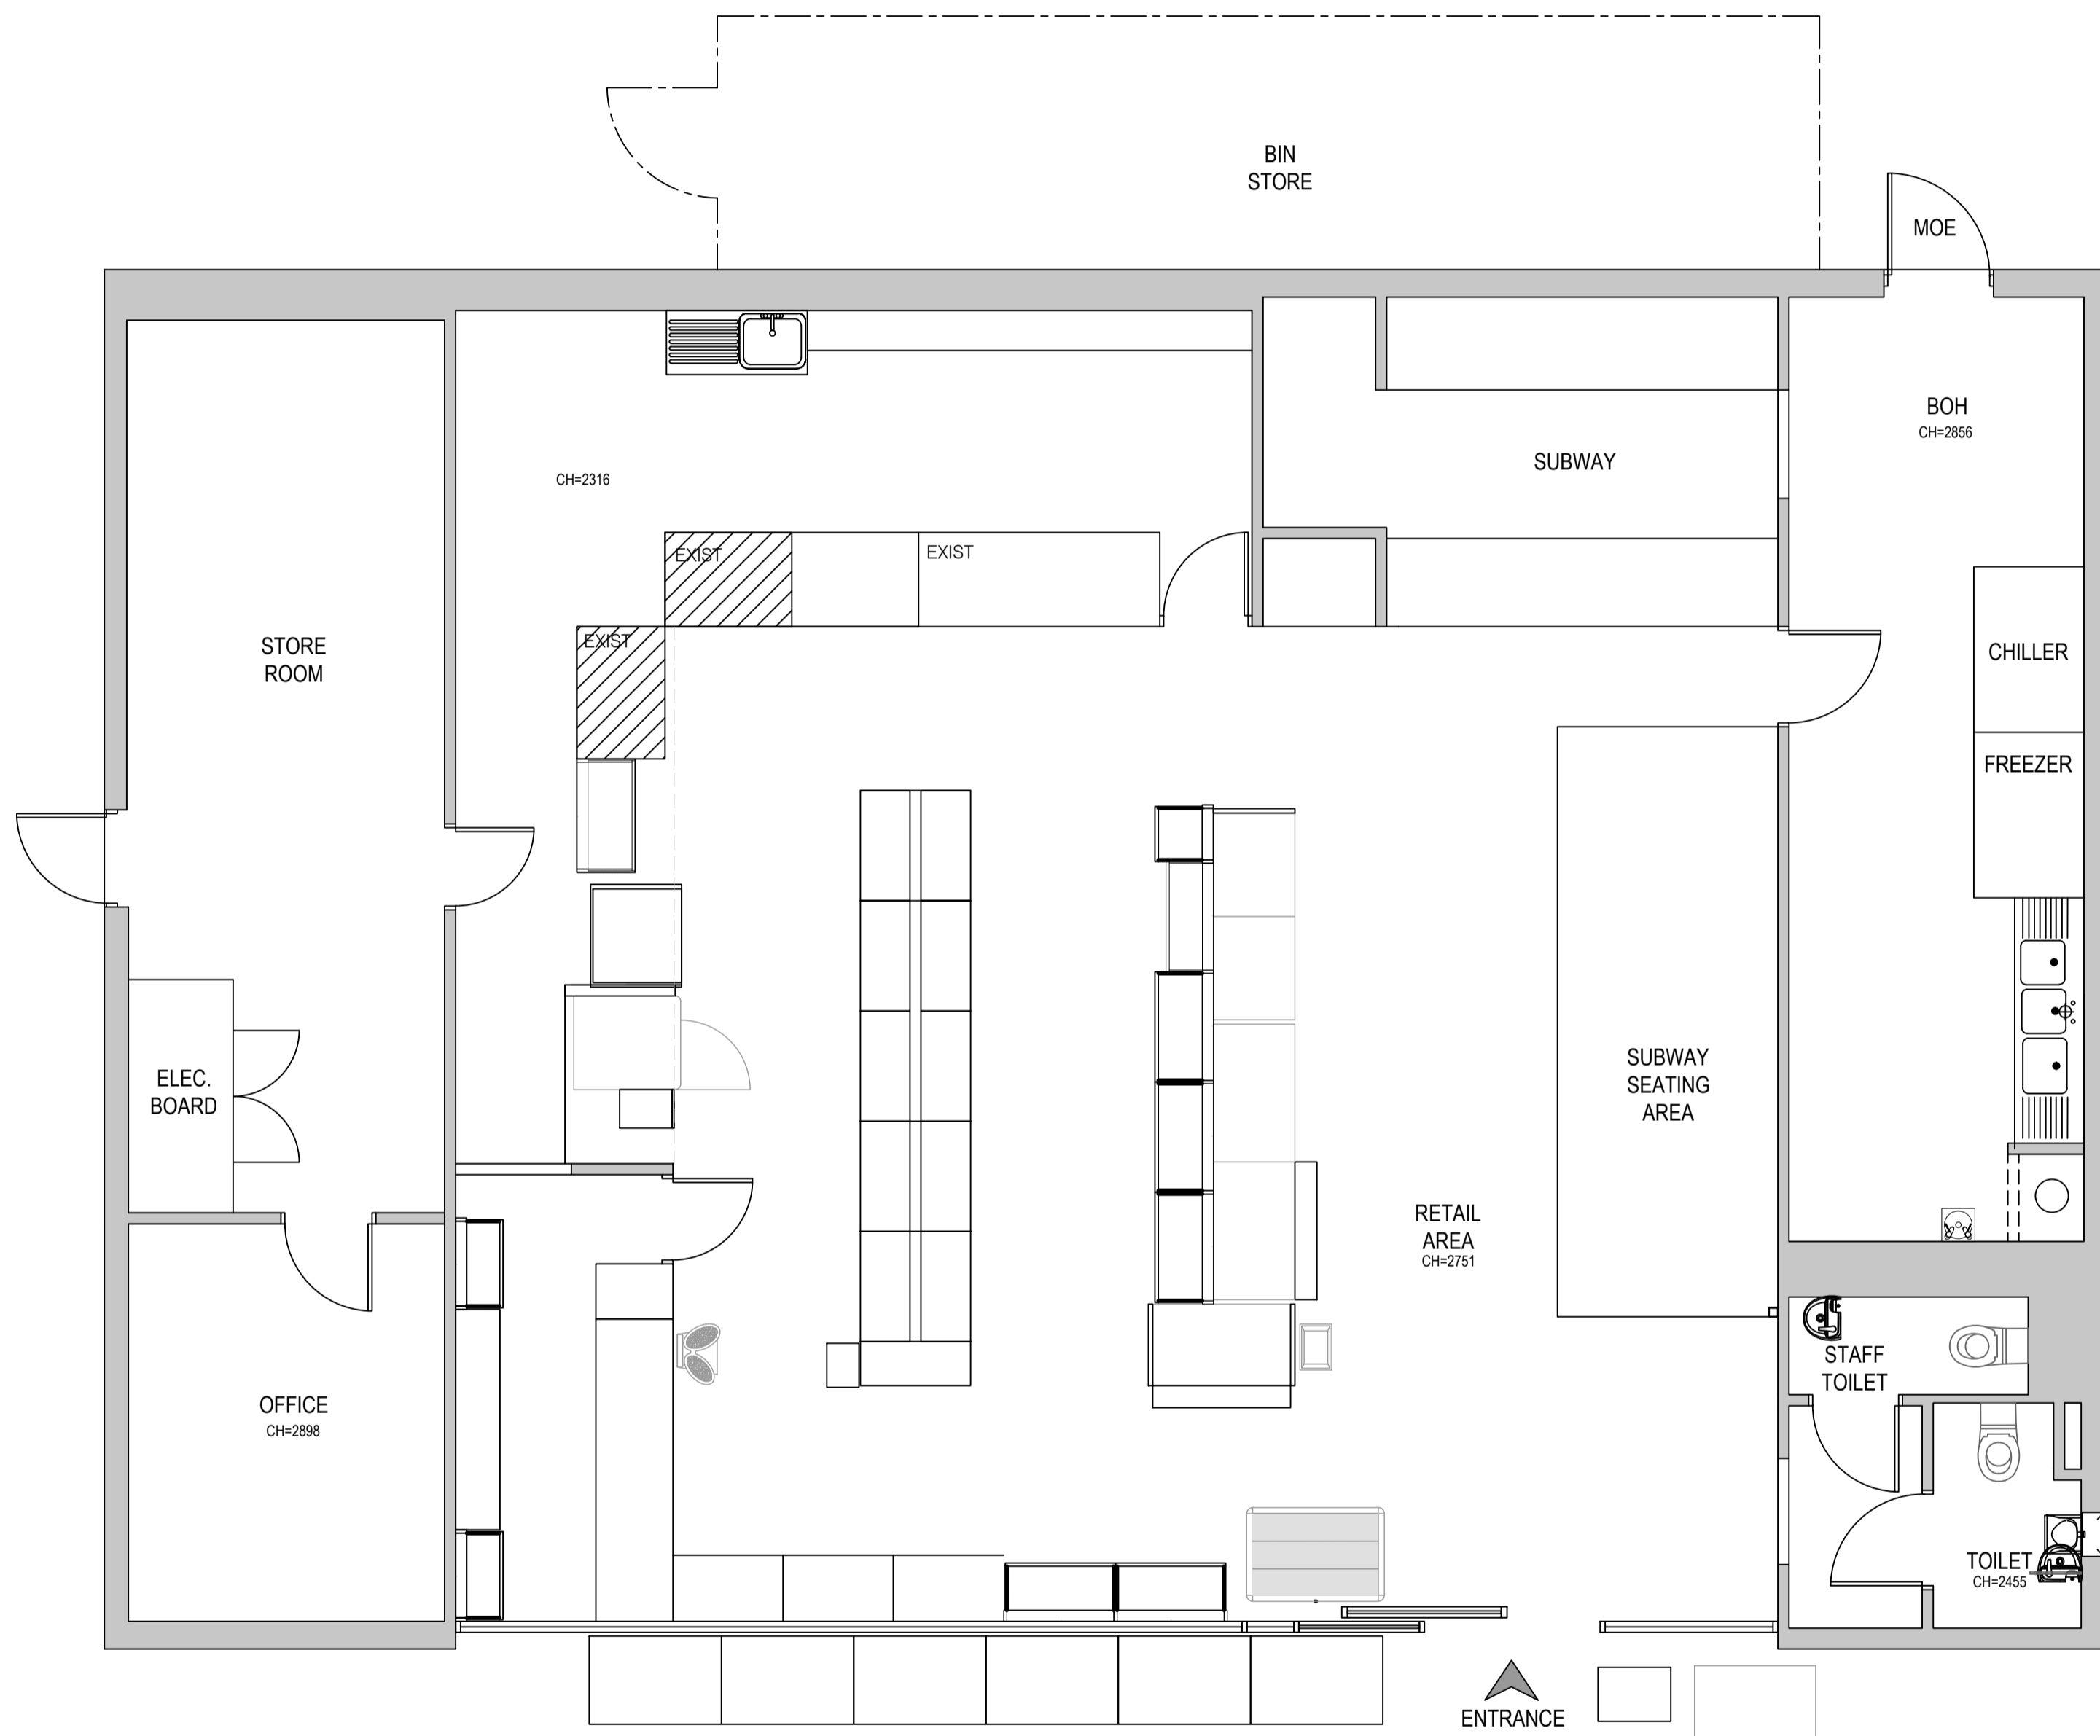 BIN
STORE
MOE
BOH
CH=2856
SUBWAY
CH=2316
EXIST
EXIST
EXIST
STORE
ROOM
CHILLER
FREEZER
ELEC.
BOARD
SUBWAY
SEATING
AREA
RETAIL
AREA
CH=2751
STAFF
TOILET
OFFICE
CH=2898
TOILET
CH=2455
ENTRANCE